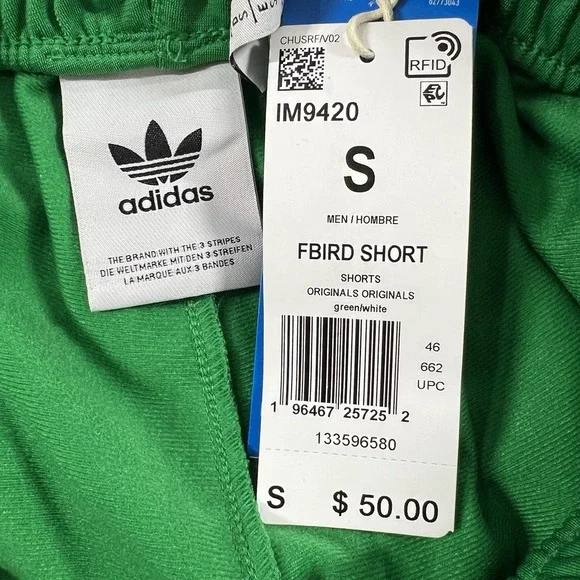 adidas
THE BRAND WITH THE 3 STRIPES
DIE WELTMARKE MIT DEN 3 STREIFEN
LA MARQUE AUX 3 BANDES
CHUSRF/V02
RFID
IM9420
S
MEN / HOMBRE
FBIRD SHORT
SHORTS
ORIGINALS ORIGINALS
green/white
46
662
UPC
1 96467 25725 2
133596580
S $ 50.00